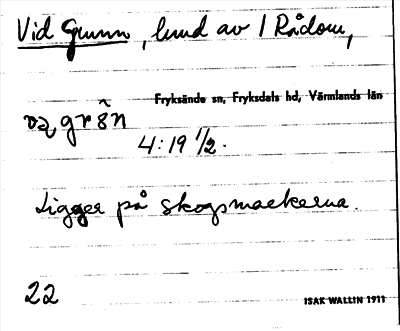 Vid Grunn, lund av 1 Rådom,
Fryksände sn, Fryksdals hd, Värmlands län
4:19 1/2.
Ligger på skogsmarkerna.
22
ISAK WALLIN 1911